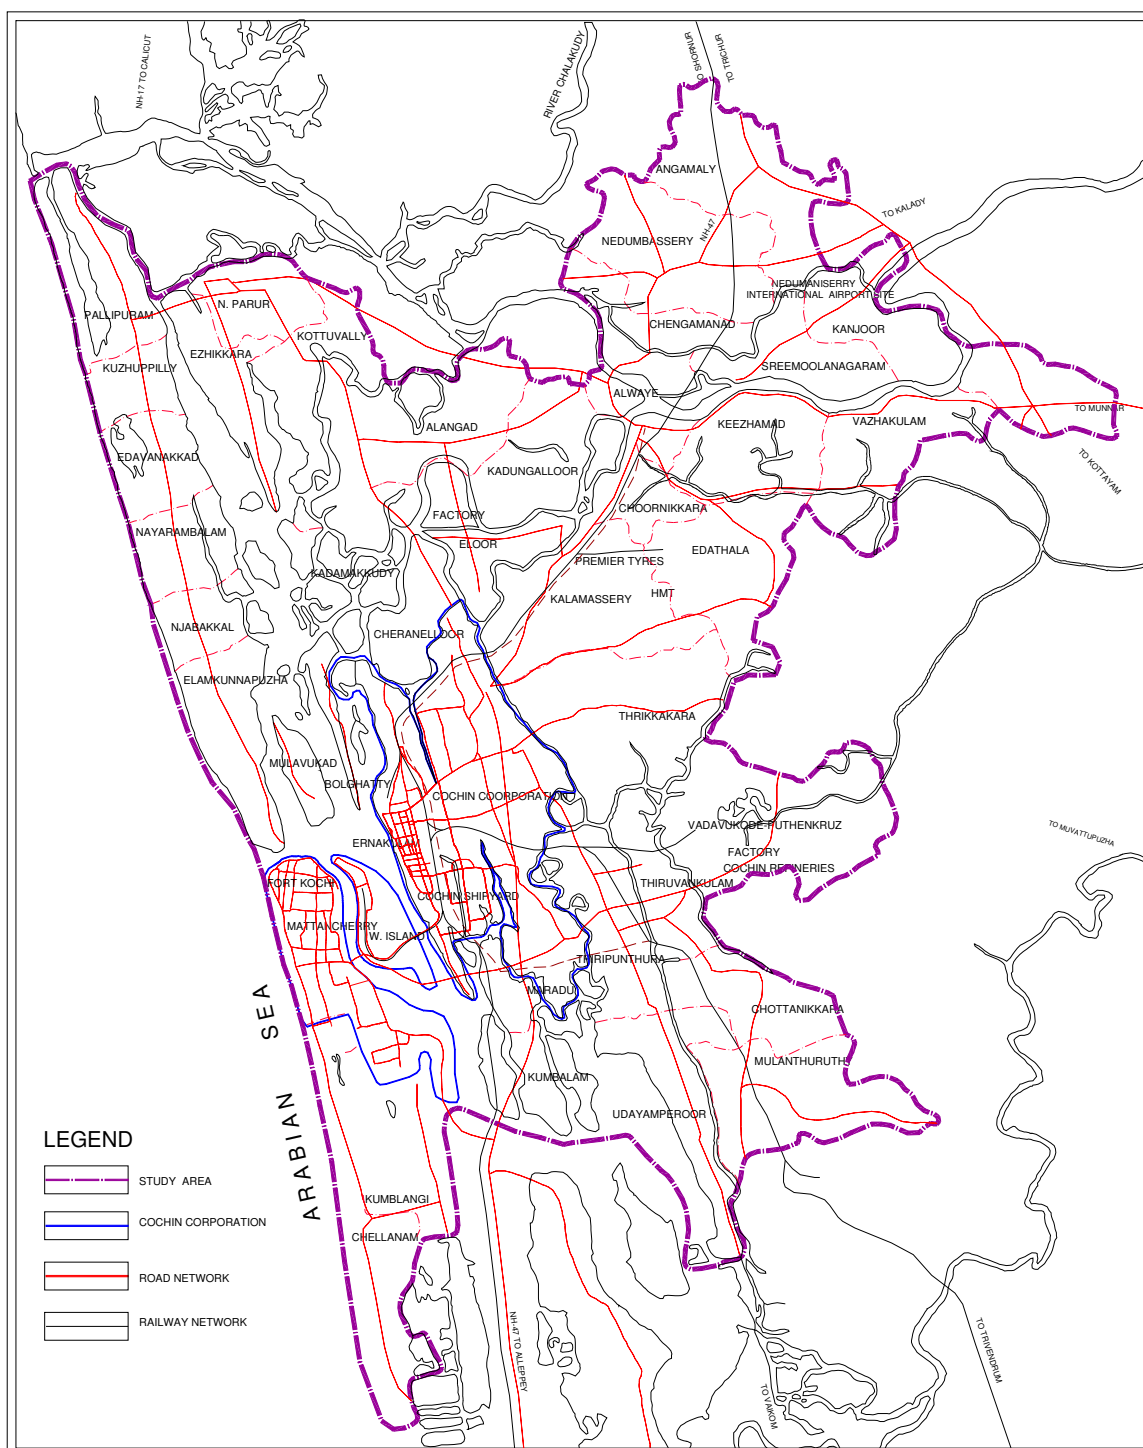 NH-17 TO CALICUT
RIVER CHALAKUDY
TO SHORNUR
TO TRICHUR
ANGAMALY
TO KALADY
NH-47
NEDUMBASSERY
NEDUMANISERRY
INTERNATIONAL AIRPORT SITE
PALLIPURAM
N. PARUR
KOTTUVALLY
CHENGAMANAD
KANJOOR
EZHIKKARA
KUZHUPPILLY
SREEMOOLANAGARAM
ALWAYE
TO MUNNAR
ALANGAD
KEEZHAMAD
VAZHAKULAM
EDAVANAKKAD
KADUNGALLOOR
TO KOTTAYAM
CHOORNIKKARA
FACTORY
NAYARAMBALAM
ELOOR
EDATHALA
PREMIER TYRES
KADAMAKKUDY
KALAMASSERY
HMT
NJABAKKAL
CHERANELLOOR
ELAMKUNNAPUZHA
THRIKKAKARA
MULAVUKAD
BOLGHATTY
COCHIN COORPORATION
VADAVUKODE-PUTHENKRUZ
TO MUVATTUPUZHA
ERNAKULAM
FACTORY
COCHIN REFINERIES
FORT KOCHI
THIRUVANKULAM
COCHIN SHIPYARD
MATTANCHERRY
W. ISLAND
THIRIPUNTHURA
MARADU
CHOTTANIKKARA
ARABIAN SEA
MULANTHURUTH
KUMBALAM
UDAYAMPEROOR
LEGEND
STUDY AREA
COCHIN CORPORATION
ROAD NETWORK
RAILWAY NETWORK
KUMBLANGI
CHELLANAM
NH-47 TO ALLEPPEY
TO TRIVENDRUM
TO VAIKOM